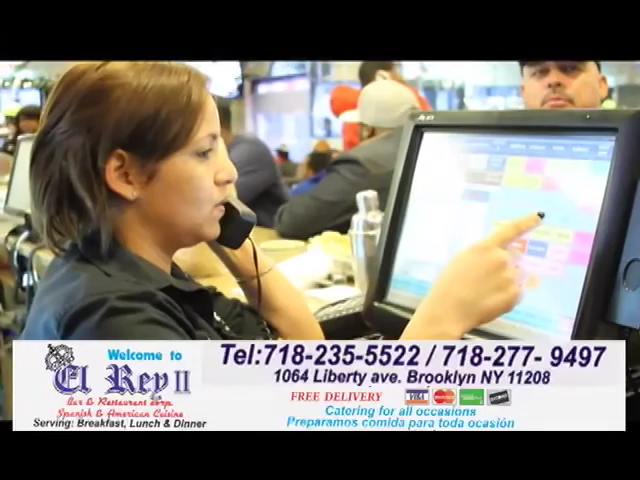 Welcome to
El Rey II
Bar & Restaurant corp.
Spanish & American Cuisine
Serving: Breakfast, Lunch & Dinner
Tel:718-235-5522 / 718-277- 9497
1064 Liberty ave. Brooklyn NY 11208
FREE DELIVERY
VISA
Catering for all occasions
Preparamos comida para toda ocasión